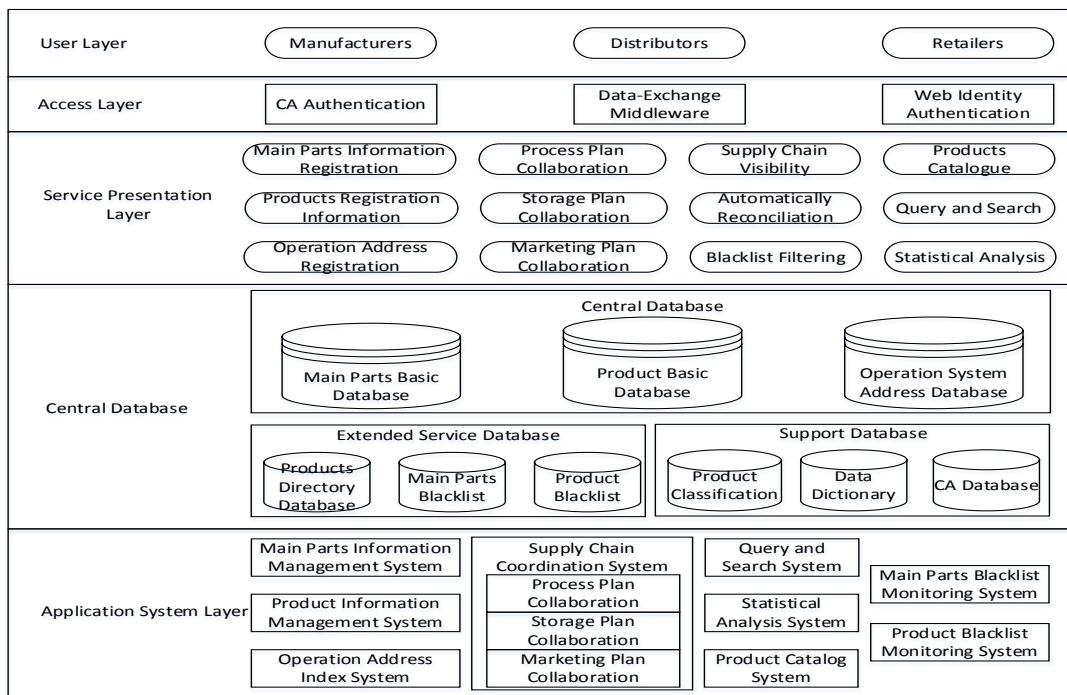 User Layer
Manufacturers
Distributors
Retailers
Access Layer
CA Authentication
Data-Exchange
Middleware
Web Identity
Authentication
Service Presentation
Layer
Main Parts Information
Registration
Process Plan
Collaboration
Supply Chain
Visibility
Products
Catalogue
Products Registration
Information
Storage Plan
Collaboration
Automatically
Reconciliation
Query and Search
Operation Address
Registration
Marketing Plan
Collaboration
Blacklist Filtering
Statistical Analysis
Central Database
Central Database
Main Parts Basic
Database
Product Basic
Database
Operation System
Address Database
Extended Service Database
Products
Directory
Database
Main Parts
Blacklist
Product
Blacklist
Support Database
Product
Classification
Data
Dictionary
CA Database
Application System Layer
Main Parts Information
Management System
Product Information
Management System
Operation Address
Index System
Supply Chain
Coordination System
Process Plan
Collaboration
Storage Plan
Collaboration
Marketing Plan
Collaboration
Query and
Search System
Statistical
Analysis System
Product Catalog
System
Main Parts Blacklist
Monitoring System
Product Blacklist
Monitoring System